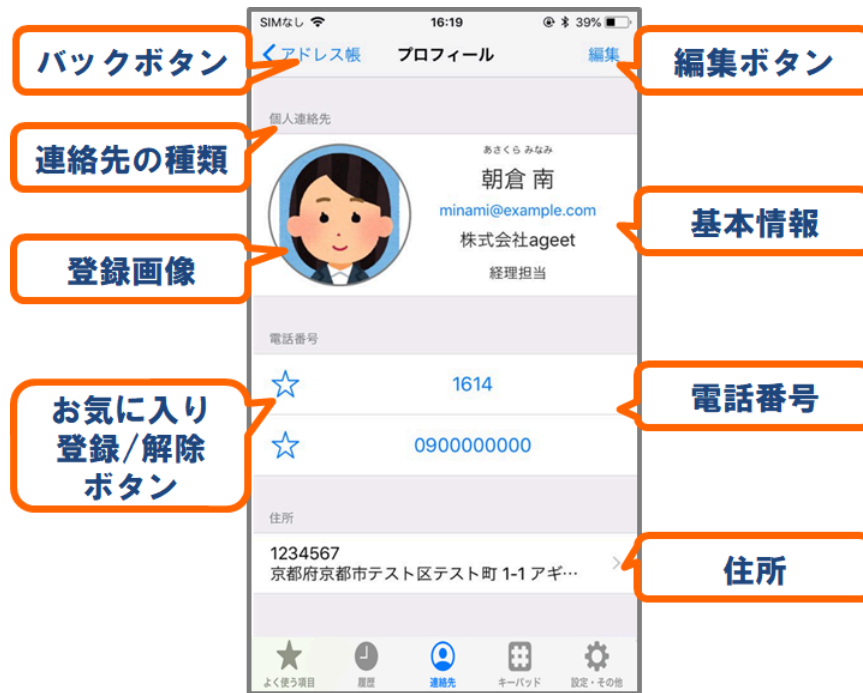 SIMなし 16:19 39%
アドレス帳 プロフィール 編集
バックボタン
編集ボタン
個人連絡先
連絡先の種類
あさくら みなみ
朝倉 南
minami@example.com
株式会社ageet
経理担当
基本情報
登録画像
電話番号
1614
0900000000
電話番号
お気に入り
登録/解除
ボタン
住所
1234567
京都府京都市テスト区テスト町 1-1 アギ…
住所
よく使う項目 履歴 連絡先 キーパッド 設定・その他